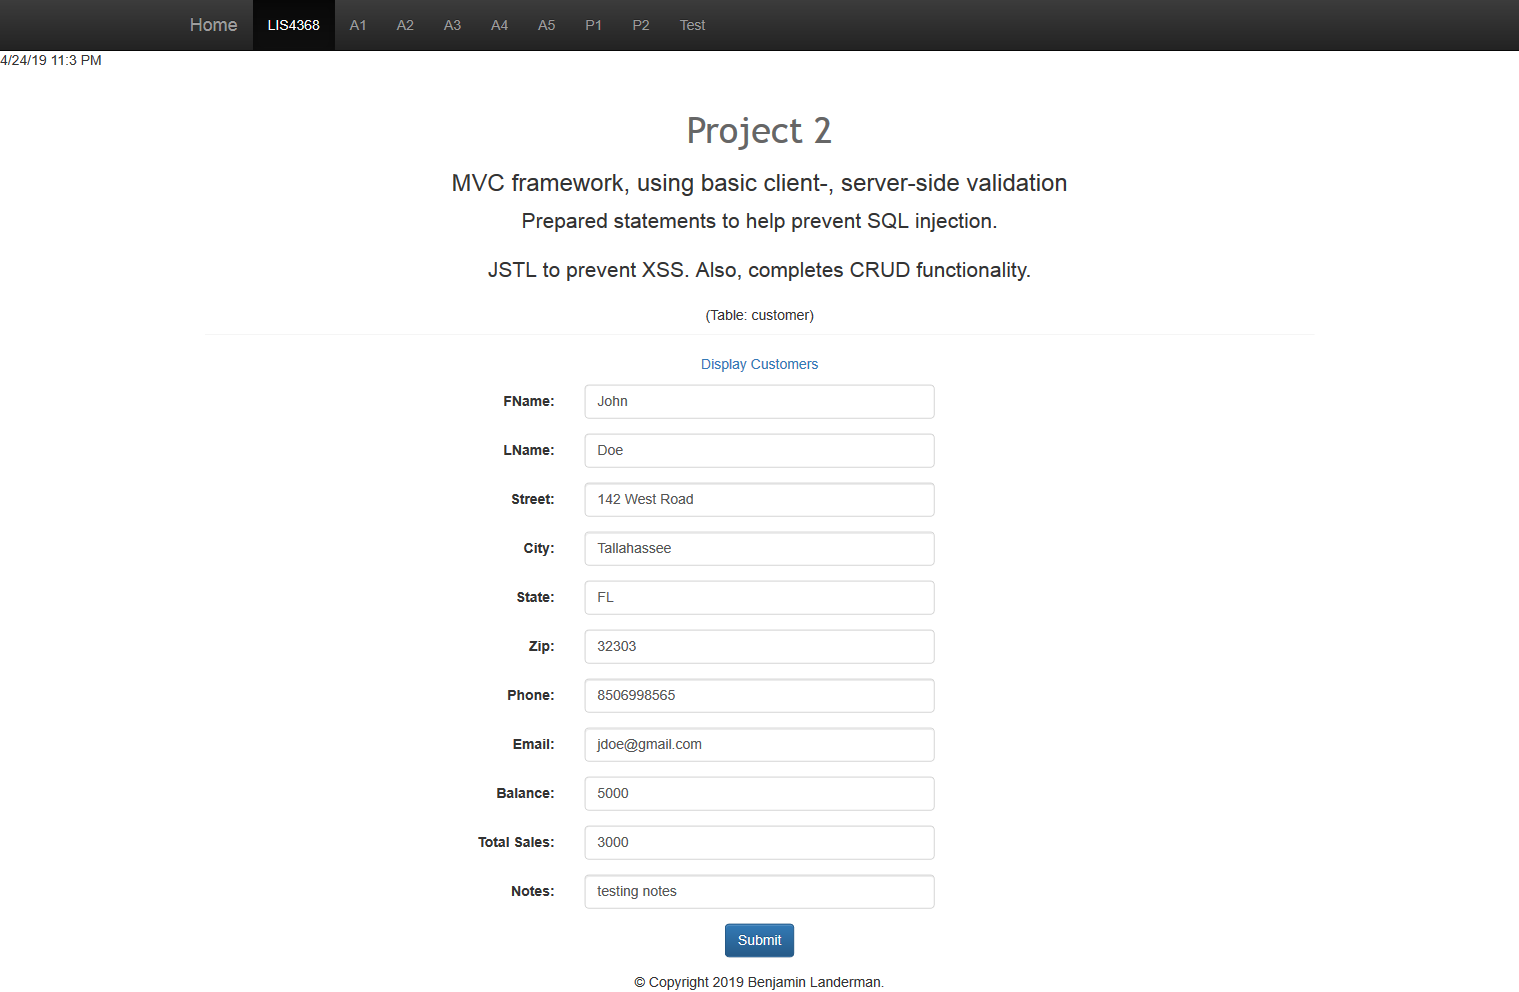 Home LIS4368 A1 A2 A3 A4 A5 P1 P2 Test
4/24/19 11:3 PM
Project 2
MVC framework, using basic client-, server-side validation
Prepared statements to help prevent SQL injection.
JSTL to prevent XSS. Also, completes CRUD functionality.
(Table: customer)
Display Customers
FName: John
LName: Doe
Street: 142 West Road
City: Tallahassee
State: FL
Zip: 32303
Phone: 8506998565
Email: jdoe@gmail.com
Balance: 5000
Total Sales: 3000
Notes: testing notes
Submit
© Copyright 2019 Benjamin Landerman.